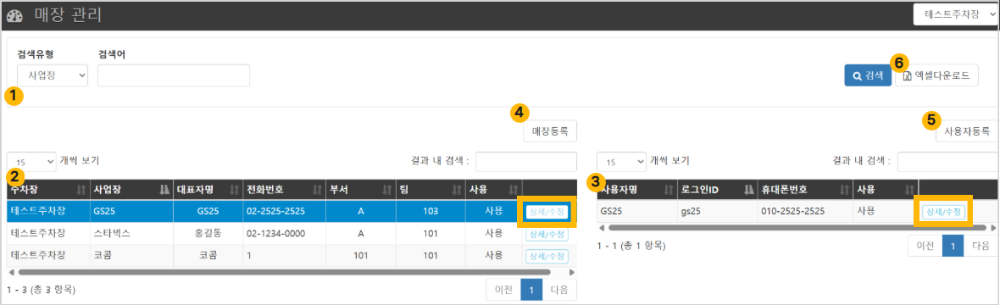 매장 관리
테스트주차장
검색유형 검색어
사업장
1
6
검색 엑셀다운로드
4
매장등록
5
사용자등록
15 개씩 보기 결과 내 검색 :
15 개씩 보기 결과 내 검색 :
2
주차장 사업장 대표자명 전화번호 부서 팀 사용
테스트주차장 GS25 GS25 02-2525-2525 A 103 사용 상세/수정
테스트주차장 스타벅스 홍길동 02-1234-0000 A 101 사용 상세/수정
테스트주차장 코콤 코콤 1 101 101 사용 상세/수정
1 - 3 (총 3 항목) 이전 1 다음
3
사용자명 로그인ID 휴대폰번호 사용
GS25 gs25 010-2525-2525 사용 상세/수정
1 - 1 (총 1 항목) 이전 1 다음